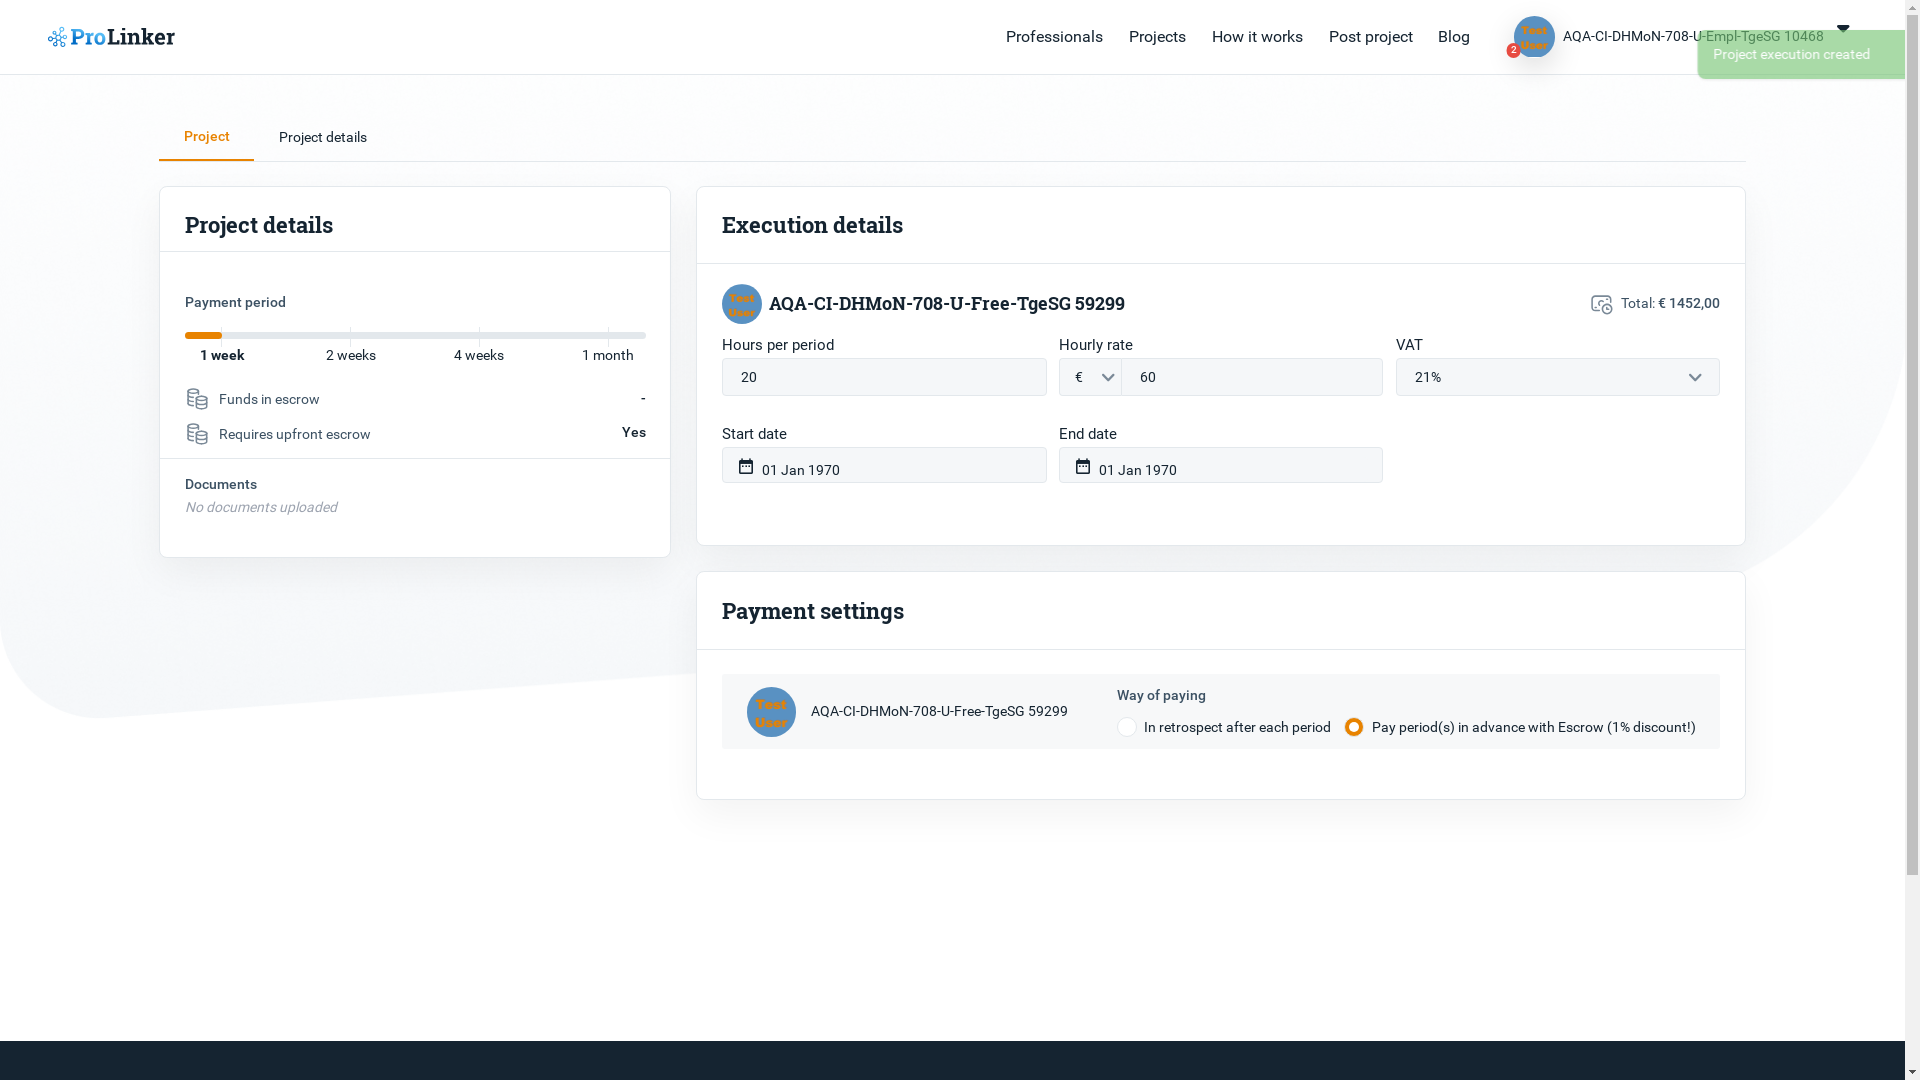 ProLinker
Professionals
Projects
How it works
Post project
Blog
Test
User
2
AQA-CI-DHMoN-708-U-Empl-TgeSG 10468
Project execution created
Project
Project details
Project details
Payment period
1 week
2 weeks
4 weeks
1 month
Funds in escrow
-
Requires upfront escrow
Yes
Documents
No documents uploaded
Execution details
Test
User
AQA-CI-DHMoN-708-U-Free-TgeSG 59299
Total: € 1452,00
Hours per period
Hourly rate
VAT
20
€
60
21%
Start date
End date
01 Jan 1970
01 Jan 1970
Payment settings
Test
User
AQA-CI-DHMoN-708-U-Free-TgeSG 59299
Way of paying
In retrospect after each period
Pay period(s) in advance with Escrow (1% discount!)